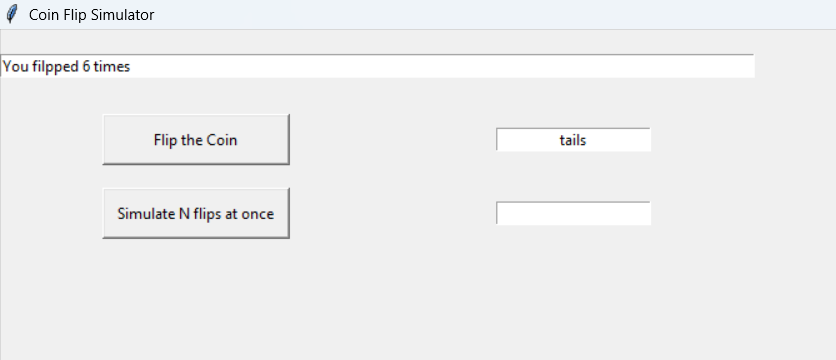 Coin Flip Simulator
You filpped 6 times
Flip the Coin
tails
Simulate N flips at once